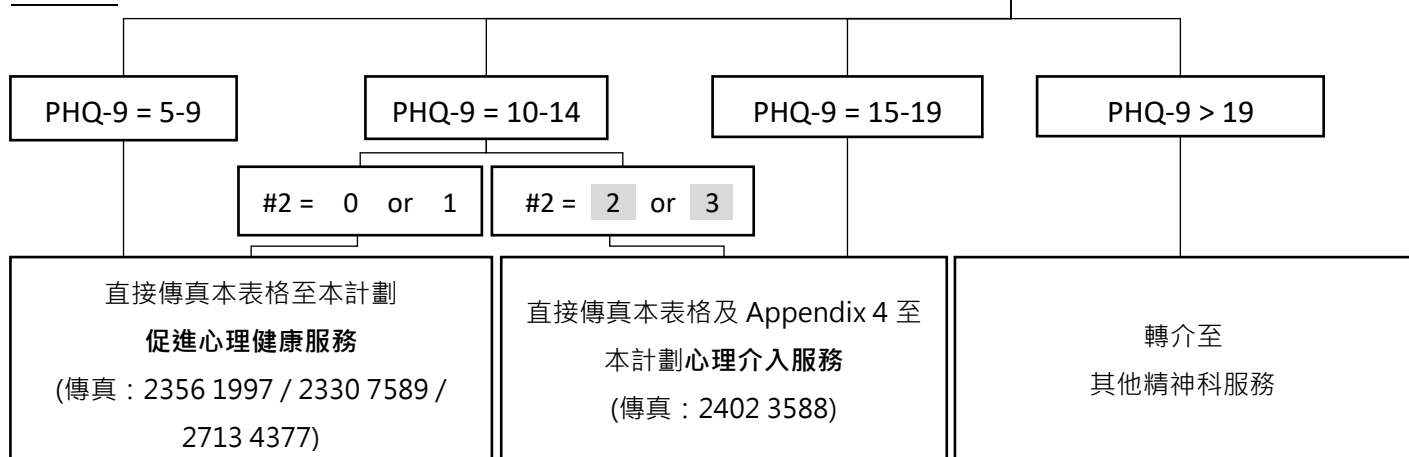 PHQ-9 = 5-9
PHQ-9 = 10-14
PHQ-9 = 15-19
PHQ-9 > 19
#2 = 0 or 1
#2 = 2 or 3
直接傳真本表格至本計劃
促進心理健康服務
(傳真：2356 1997 / 2330 7589 /
2713 4377)
直接傳真本表格及 Appendix 4 至
本計劃心理介入服務
(傳真：2402 3588)
轉介至
其他精神科服務